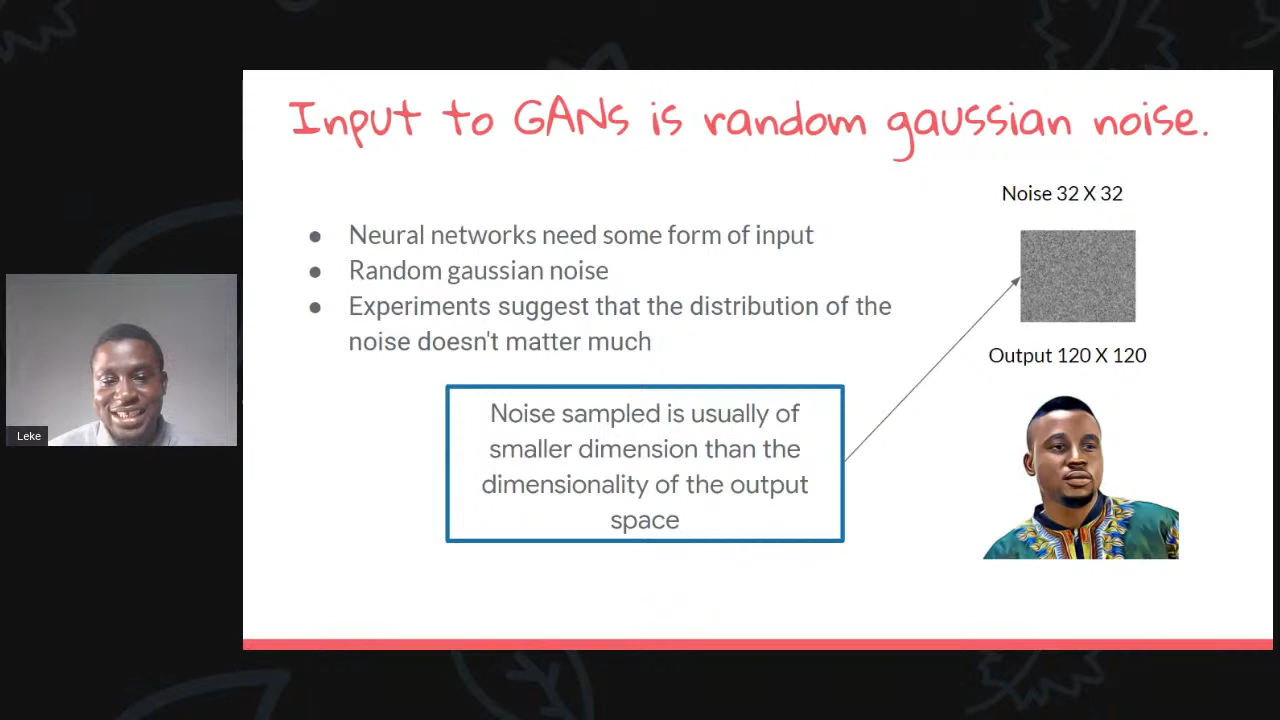 Input to GANs is random gaussian noise.
Noise 32 X 32
● Neural networks need some form of input
● Random gaussian noise
● Experiments suggest that the distribution of the
noise doesn't matter much
Output 120 X 120
Noise sampled is usually of
smaller dimension than the
dimensionality of the output
space
Leke